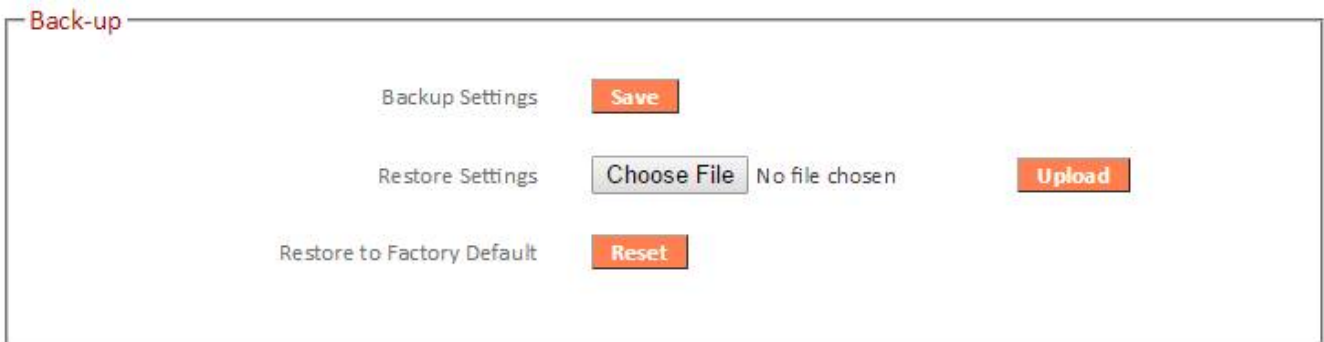 Back-up
Backup Settings Save
Restore Settings Choose File No file chosen Upload
Restore to Factory Default Reset